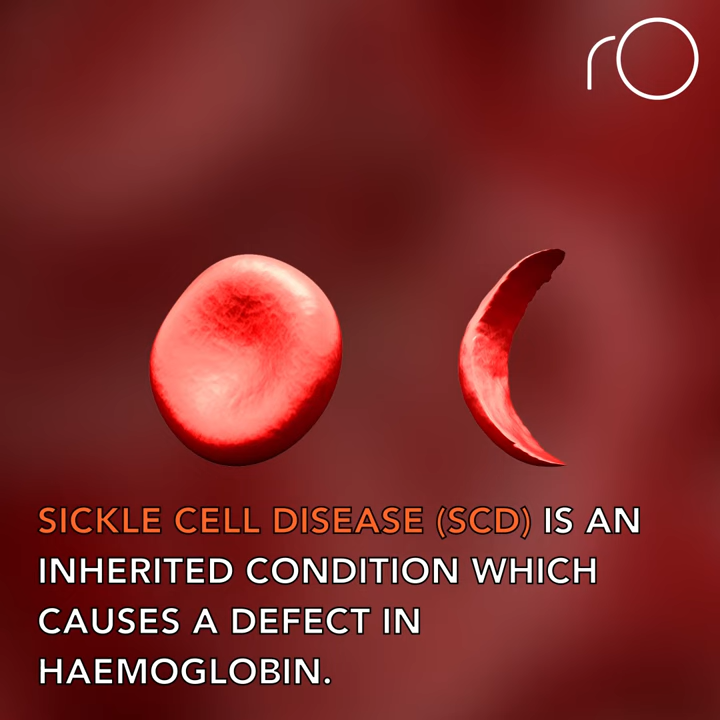 rO
SICKLE CELL DISEASE (SCD) IS AN
INHERITED CONDITION WHICH
CAUSES A DEFECT IN
HAEMOGLOBIN.